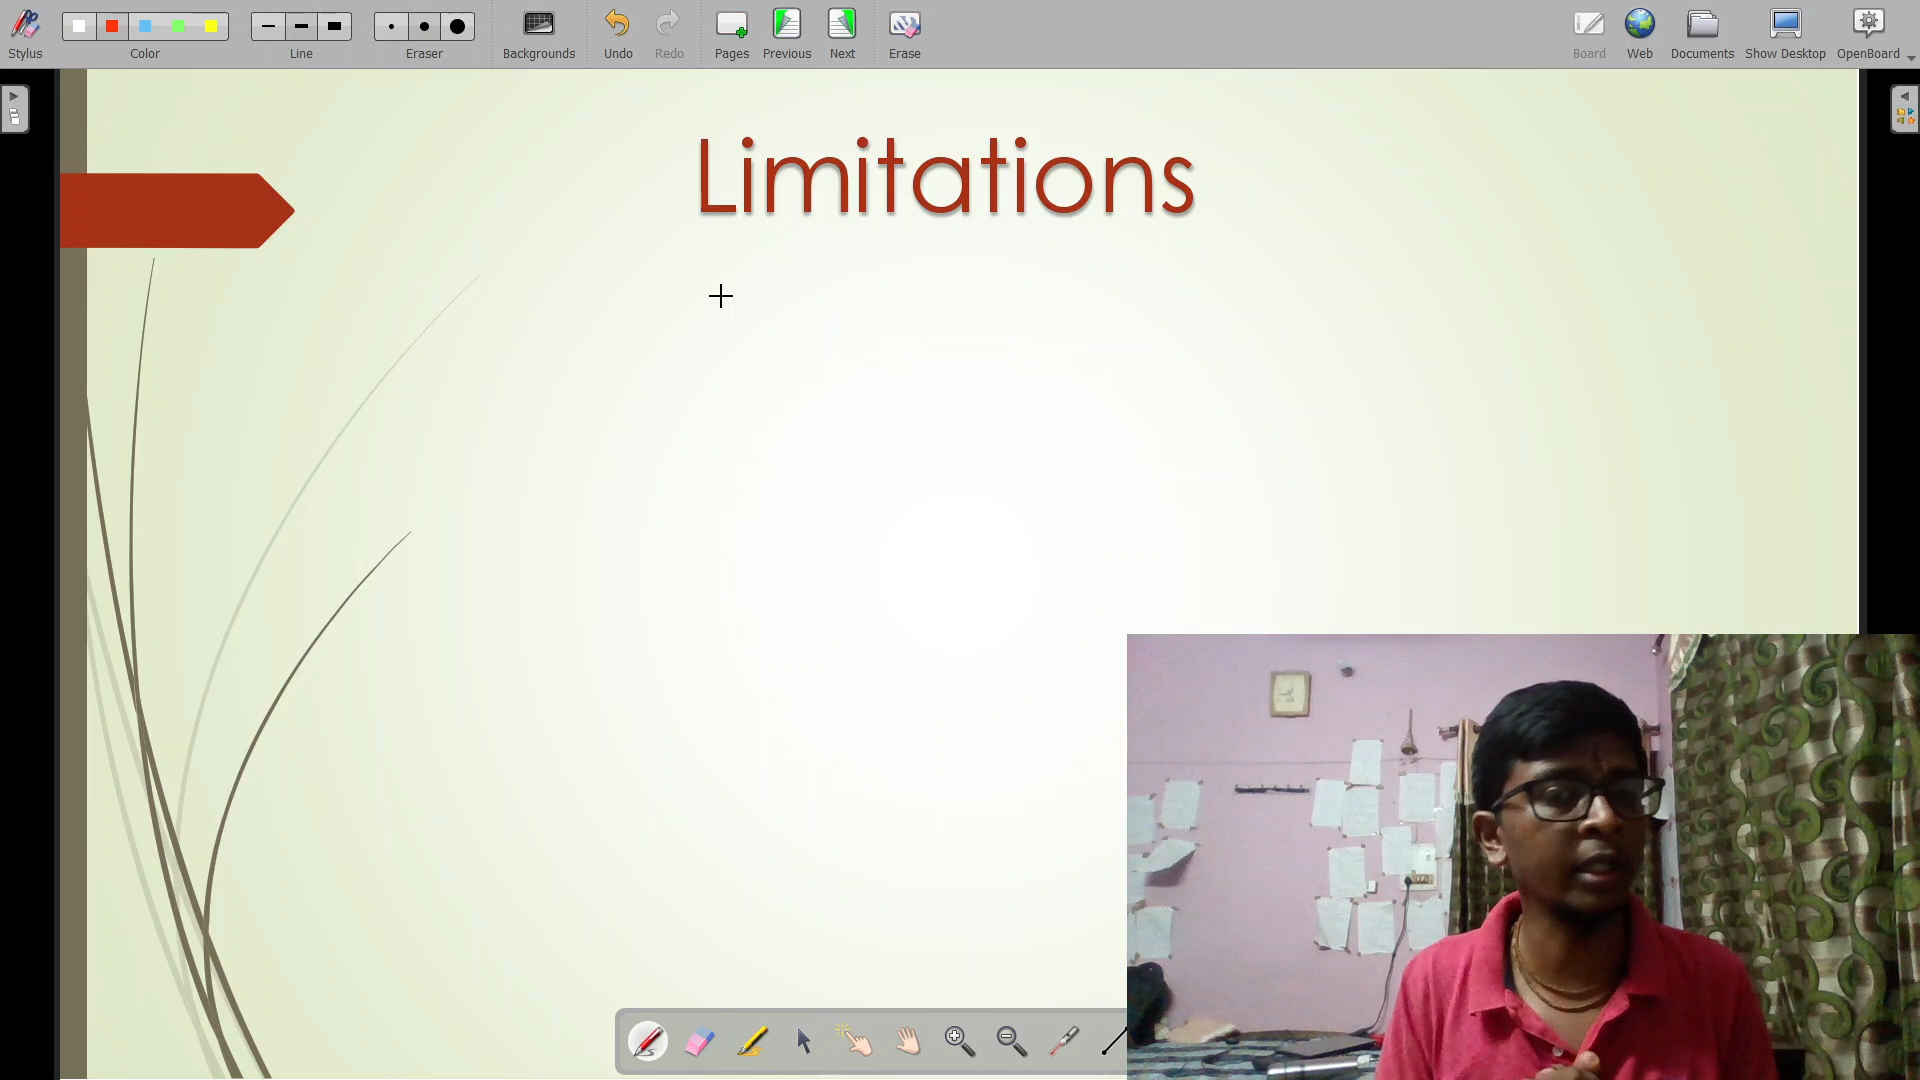 Stylus
Color
Line
Eraser
Backgrounds
Undo
Redo
Pages
Previous
Next
Erase
Board
Web
Documents
Show Desktop
OpenBoard
Limitations